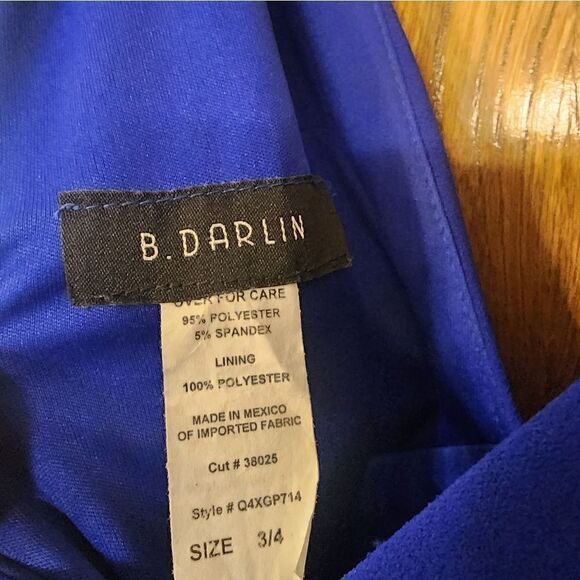 B. DARLIN
OVER FOR CARE
95% POLYESTER
5% SPANDEX
LINING
100% POLYESTER
MADE IN MEXICO
OF IMPORTED FABRIC
Cut # 38025
Style # Q4XGP714
SIZE 3/4